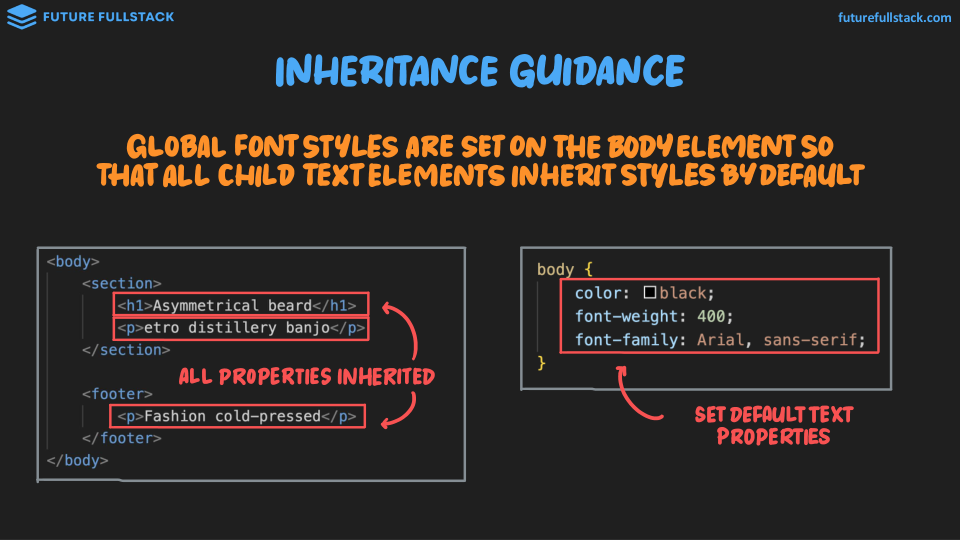 FUTURE FULLSTACK
futurefullstack.com
INHERITANCE GUIDANCE
GLOBAL FONT STYLES ARE SET ON THE BODY ELEMENT SO
THAT ALL CHILD TEXT ELEMENTS INHERIT STYLES BY DEFAULT
<body>
<section>
<h1>Asymmetrical beard</h1>
<p>etro distillery banjo</p>
</section>
ALL PROPERTIES INHERITED
<footer>
<p>Fashion cold-pressed</p>
</footer>
</body>
body {
color: black;
font-weight: 400;
font-family: Arial, sans-serif;
}
SET DEFAULT TEXT
PROPERTIES